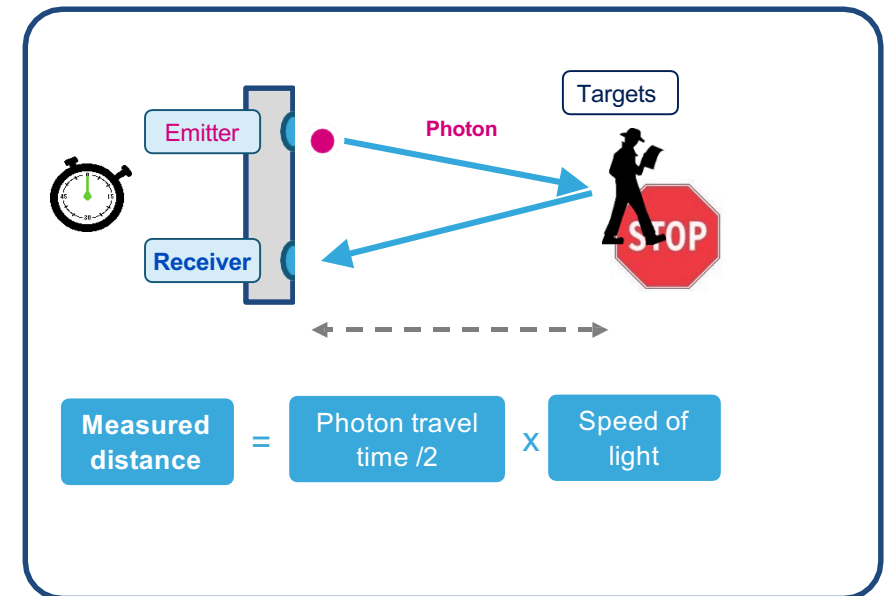 Targets
Emitter
Photon
STOP
Receiver
Measured
distance
=
Photon travel
time /2
x
Speed of
light